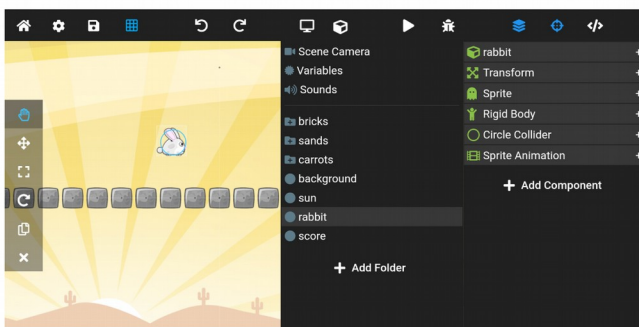 Scene Camera
Variables
Sounds
bricks
sands
carrots
background
sun
rabbit
score
Add Folder
rabbit
Transform
Sprite
Rigid Body
Circle Collider
Sprite Animation
Add Component